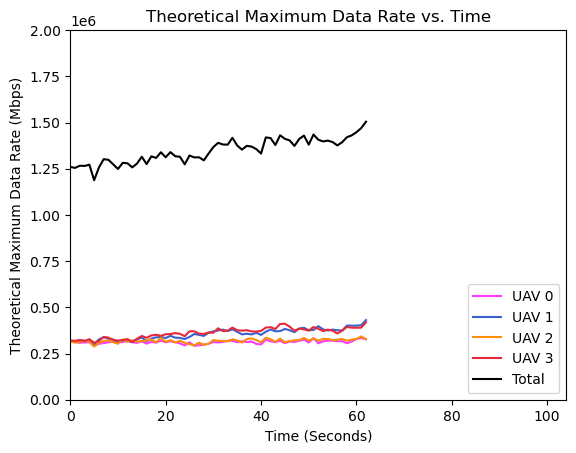 Theoretical Maximum Data Rate vs. Time
1e6
2.00
1.75
1.50
1.25
1.00
0.75
0.50
0.25
0.00
Theoretical Maximum Data Rate (Mbps)
0 20 40 60 80 100
Time (Seconds)
UAV 0
UAV 1
UAV 2
UAV 3
Total